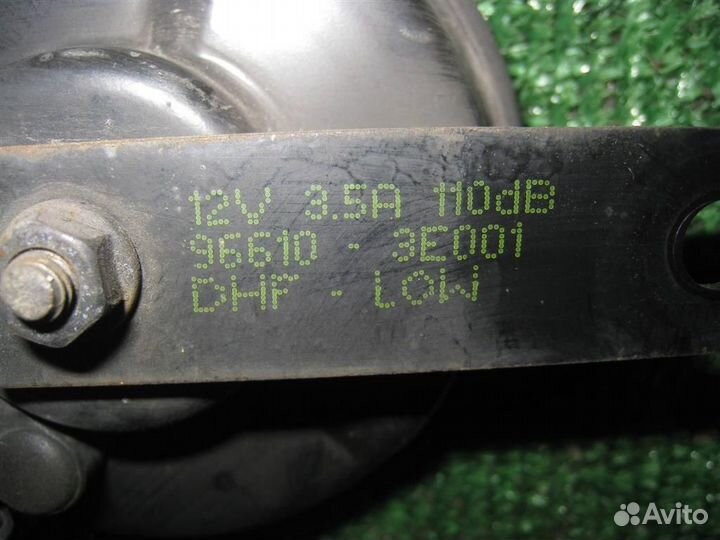 12V 3.5A 110dB
96610 - 3E001
DHF - LOW
Avito